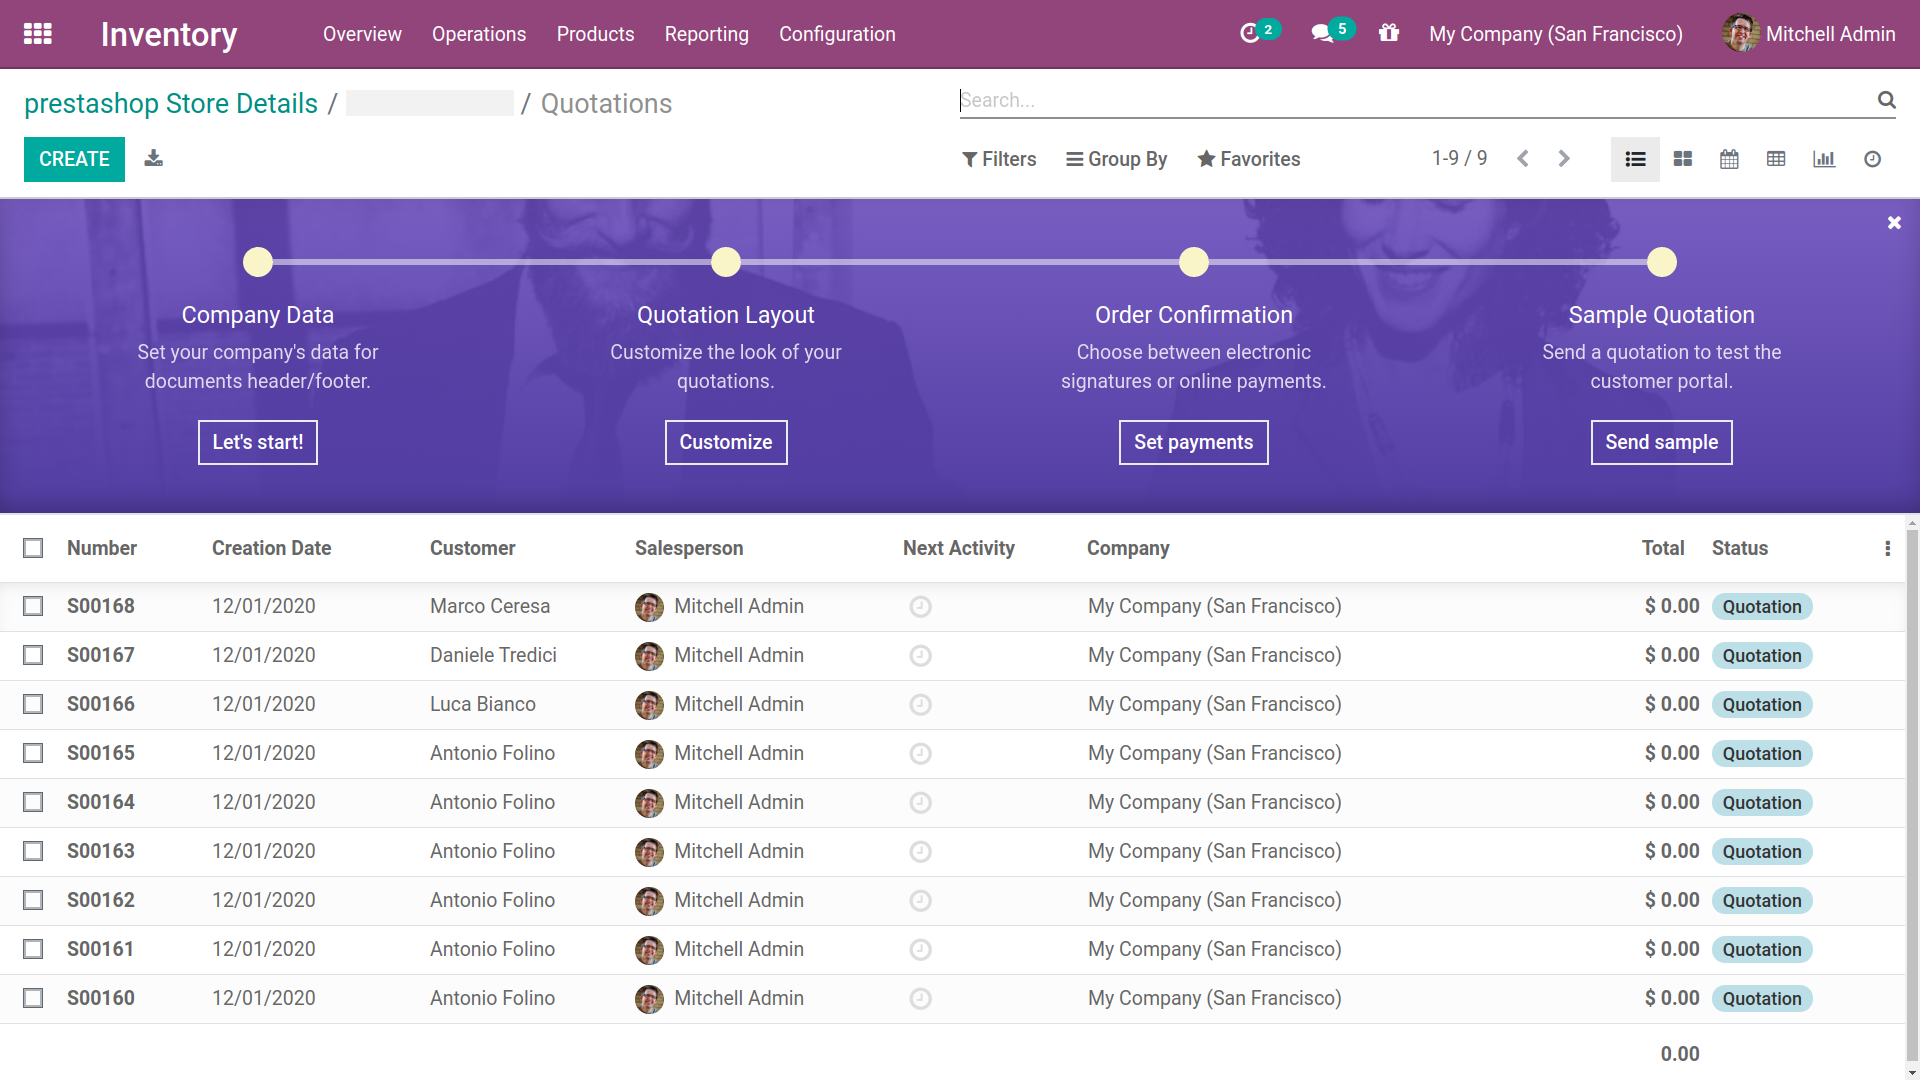 Inventory Overview Operations Products Reporting Configuration 2 5 My Company (San Francisco) Mitchell Admin
prestashop Store Details / / Quotations Search...
CREATE Filters Group By Favorites 1-9 / 9
Company Data Quotation Layout Order Confirmation Sample Quotation
Set your company's data for Customize the look of your Choose between electronic Send a quotation to test the
documents header/footer. quotations. signatures or online payments. customer portal.
Let's start! Customize Set payments Send sample
Number Creation Date Customer Salesperson Next Activity Company Total Status
S00168 12/01/2020 Marco Ceresa Mitchell Admin My Company (San Francisco) $ 0.00 Quotation
S00167 12/01/2020 Daniele Tredici Mitchell Admin My Company (San Francisco) $ 0.00 Quotation
S00166 12/01/2020 Luca Bianco Mitchell Admin My Company (San Francisco) $ 0.00 Quotation
S00165 12/01/2020 Antonio Folino Mitchell Admin My Company (San Francisco) $ 0.00 Quotation
S00164 12/01/2020 Antonio Folino Mitchell Admin My Company (San Francisco) $ 0.00 Quotation
S00163 12/01/2020 Antonio Folino Mitchell Admin My Company (San Francisco) $ 0.00 Quotation
S00162 12/01/2020 Antonio Folino Mitchell Admin My Company (San Francisco) $ 0.00 Quotation
S00161 12/01/2020 Antonio Folino Mitchell Admin My Company (San Francisco) $ 0.00 Quotation
S00160 12/01/2020 Antonio Folino Mitchell Admin My Company (San Francisco) $ 0.00 Quotation
0.00